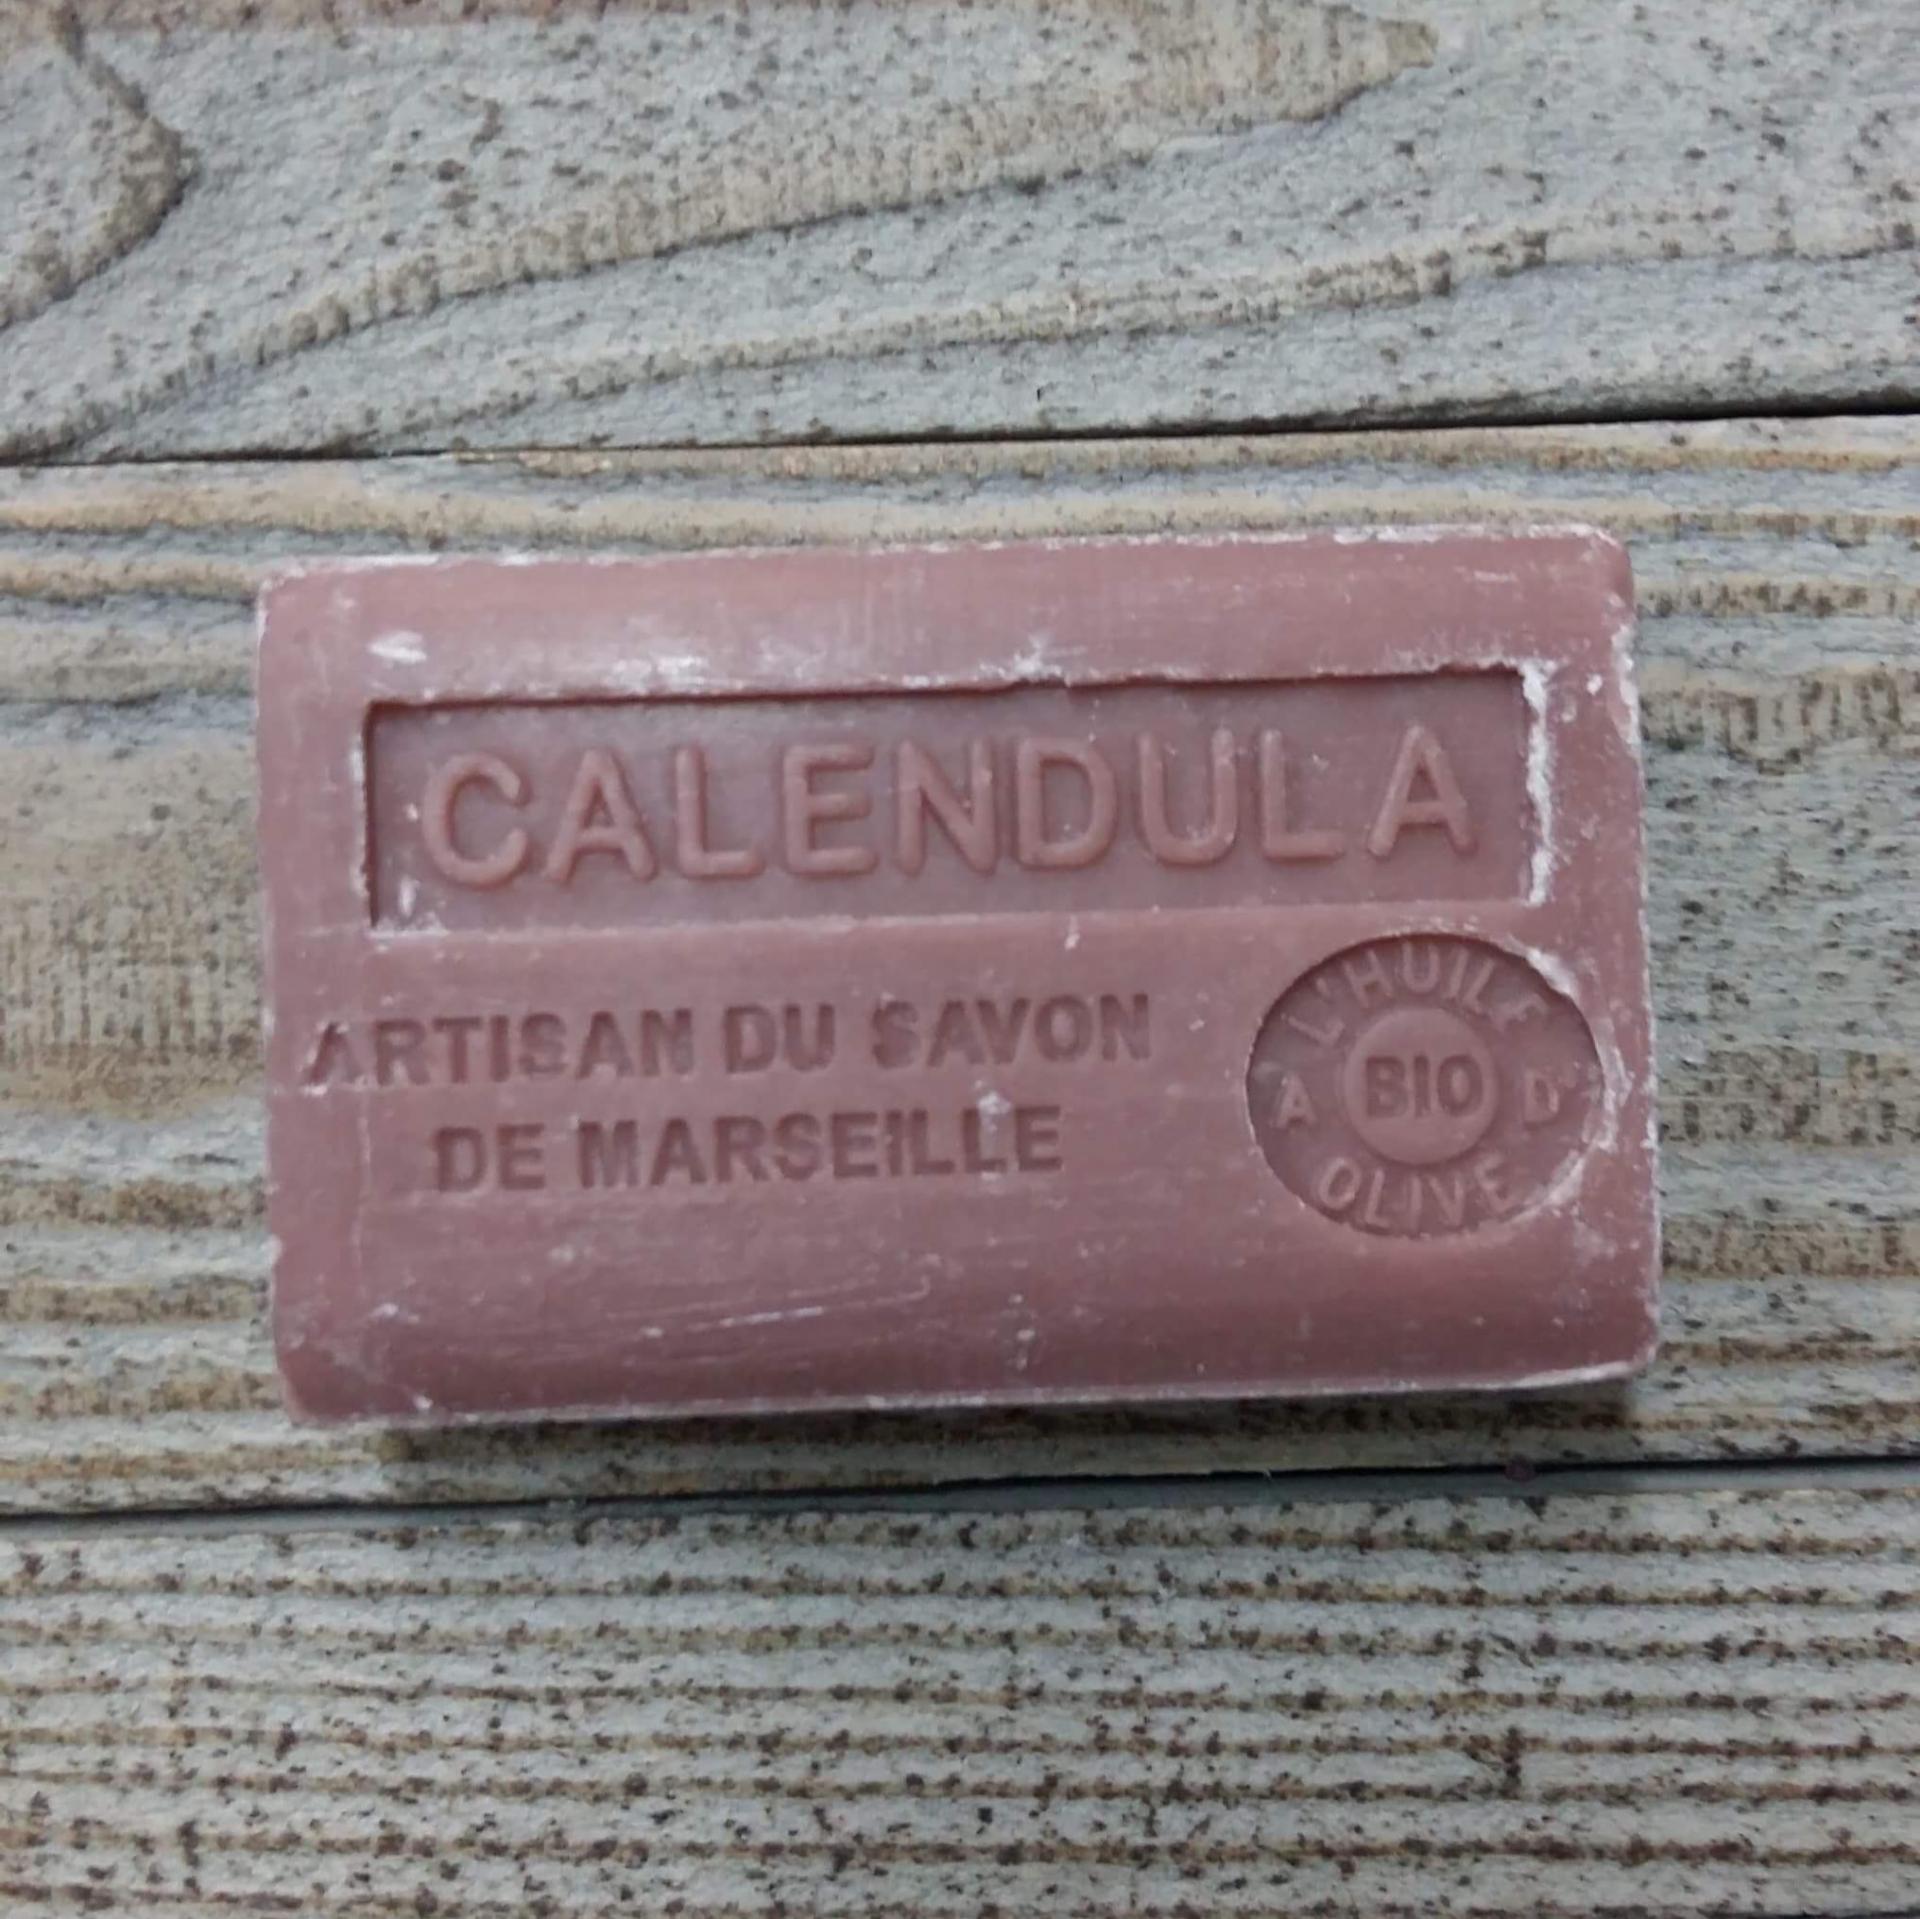 CALENDULA
ARTISAN DU SAVON
DE MARSEILLE
A L'HUILE D'
BIO
OLIVE